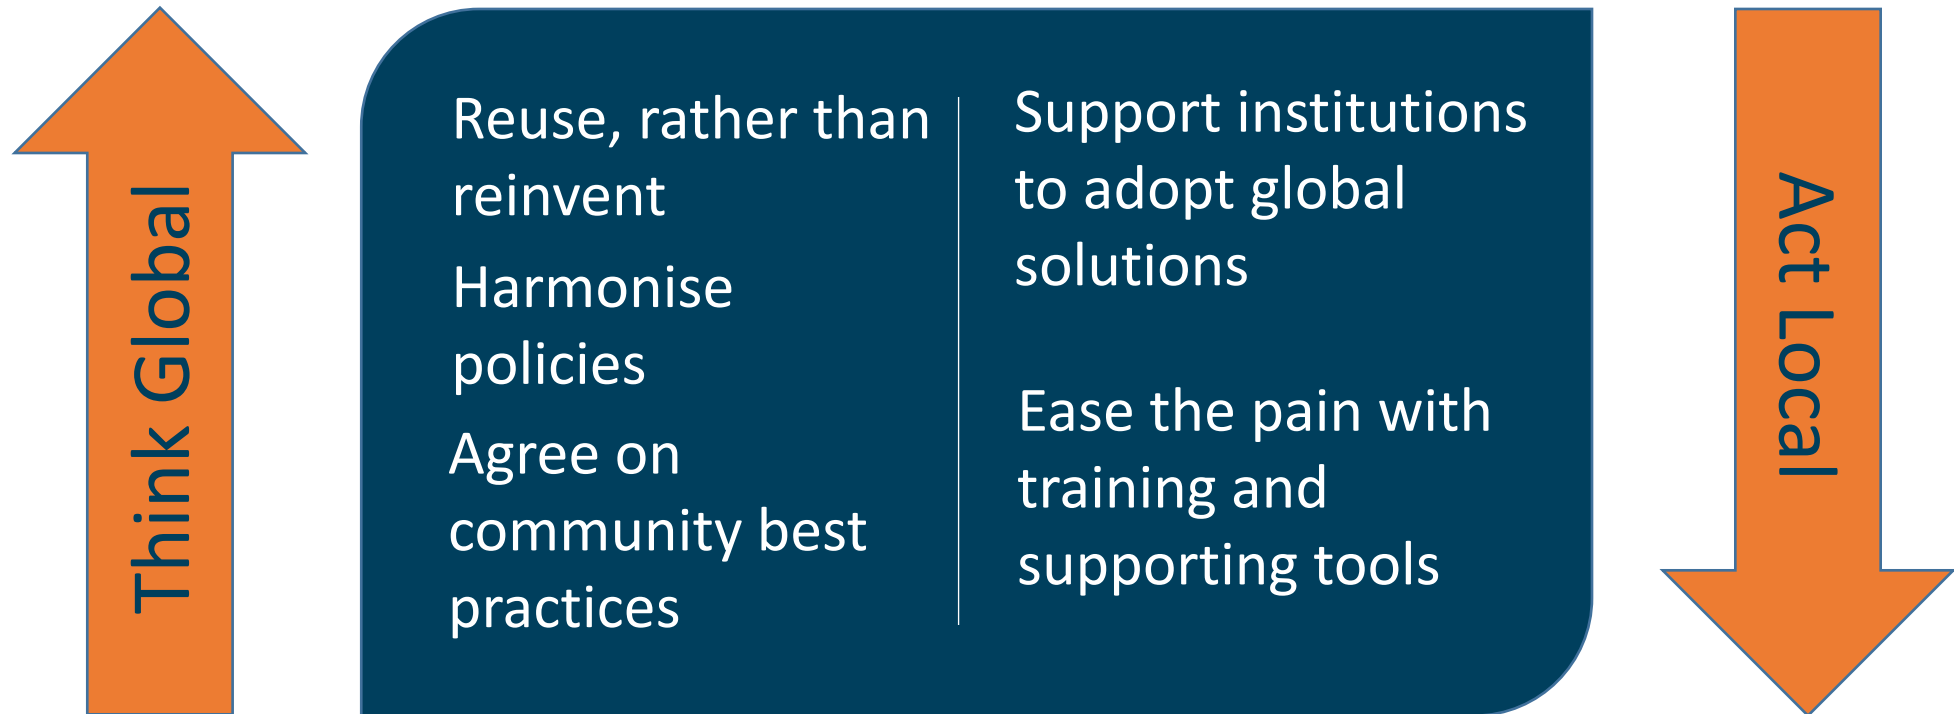 Think Global
Reuse, rather than
reinvent
Harmonise
policies
Agree on
community best
practices
Support institutions
to adopt global
solutions
Ease the pain with
training and
supporting tools
Act Local